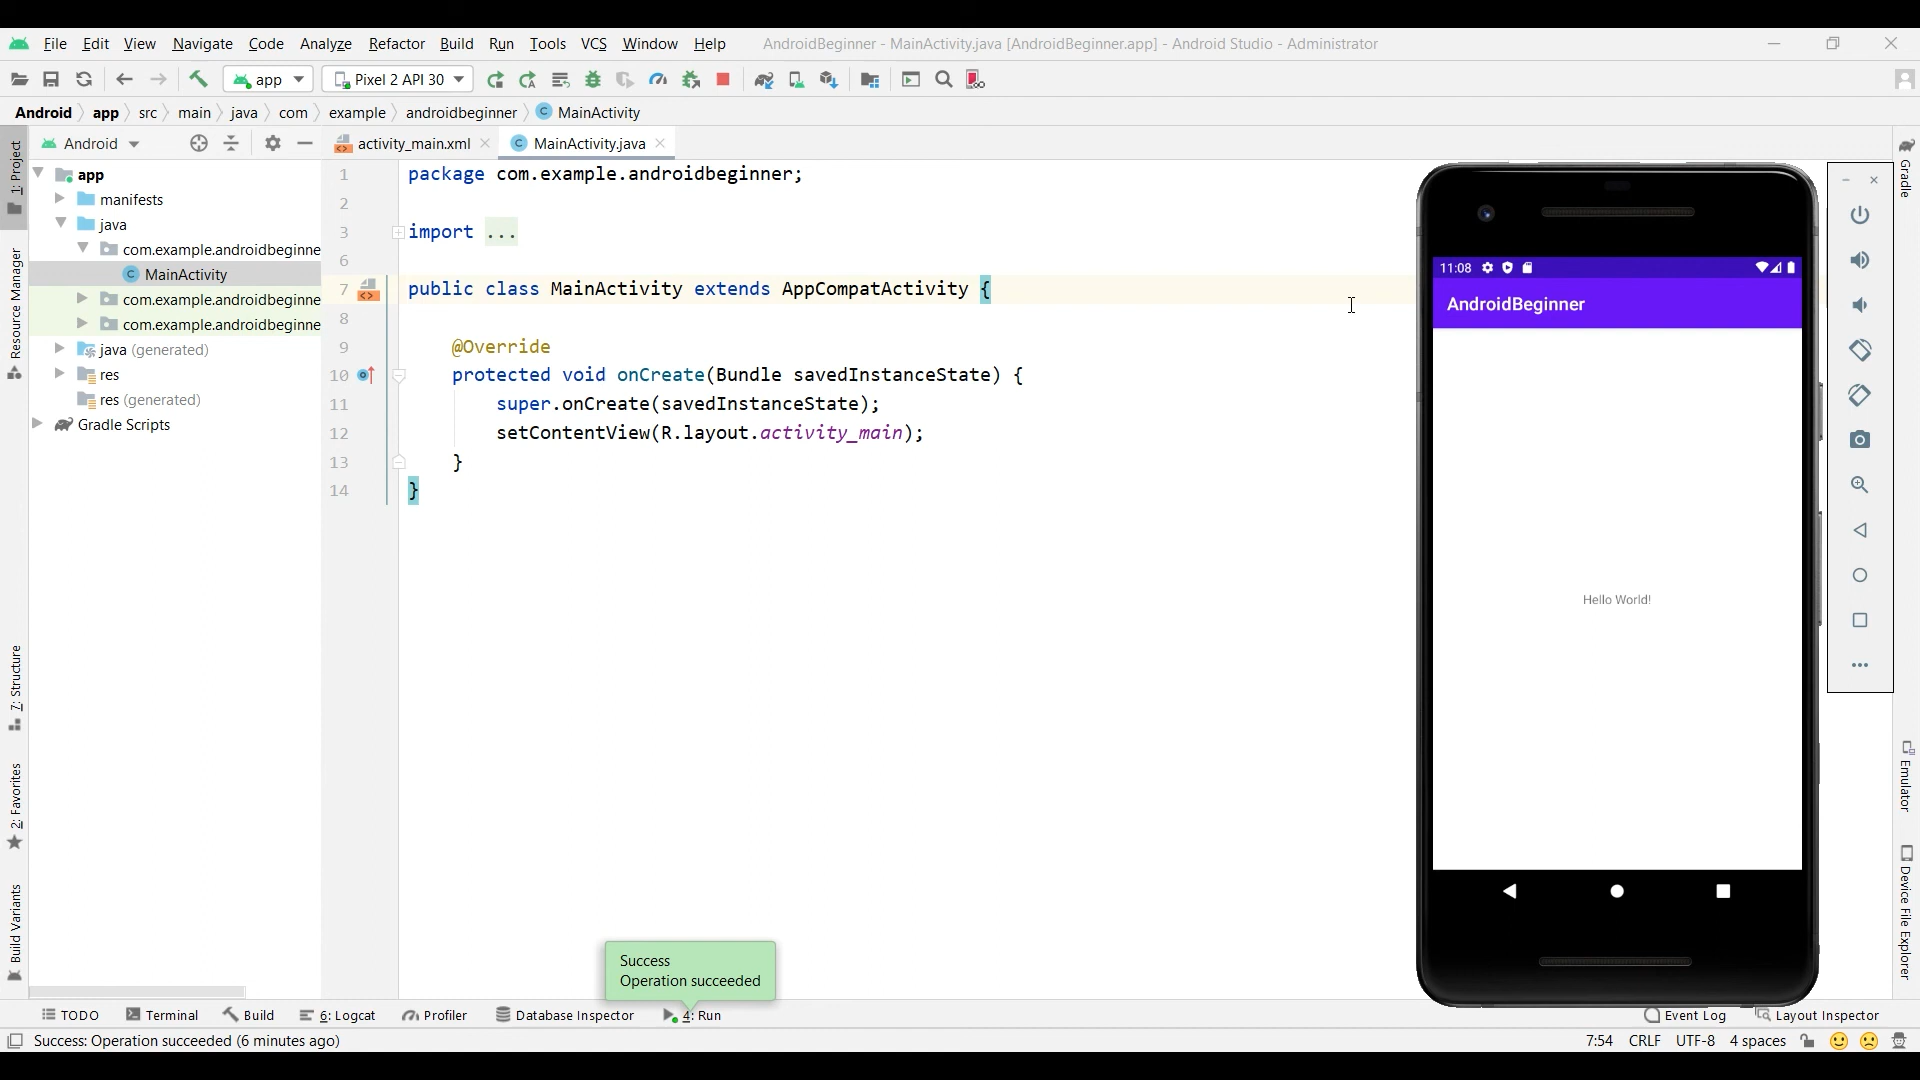 File Edit View Navigate Code Analyze Refactor Build Run Tools VCS Window Help AndroidBeginner - MainActivity.java [AndroidBeginner.app] - Android Studio - Administrator
app Pixel 2 API 30
Android app src main java com example androidbeginner MainActivity
Android
activity_main.xml MainActivity.java
1: Project
Resource Manager
7: Structure
2: Favorites
Build Variants
app
manifests
java
com.example.androidbeginne
MainActivity
com.example.androidbeginne
com.example.androidbeginne
java (generated)
res
res (generated)
Gradle Scripts
1 package com.example.androidbeginner;
2
3 import ...
6
7 public class MainActivity extends AppCompatActivity {
8
9 @Override
10 protected void onCreate(Bundle savedInstanceState) {
11 super.onCreate(savedInstanceState);
12 setContentView(R.layout.activity_main);
13 }
14 }
11:08
AndroidBeginner
Hello World!
Gradle
Emulator
Device File Explorer
Success
Operation succeeded
TODO Terminal Build 6: Logcat Profiler Database Inspector 4: Run Event Log Layout Inspector
Success: Operation succeeded (6 minutes ago) 7:54 CRLF UTF-8 4 spaces